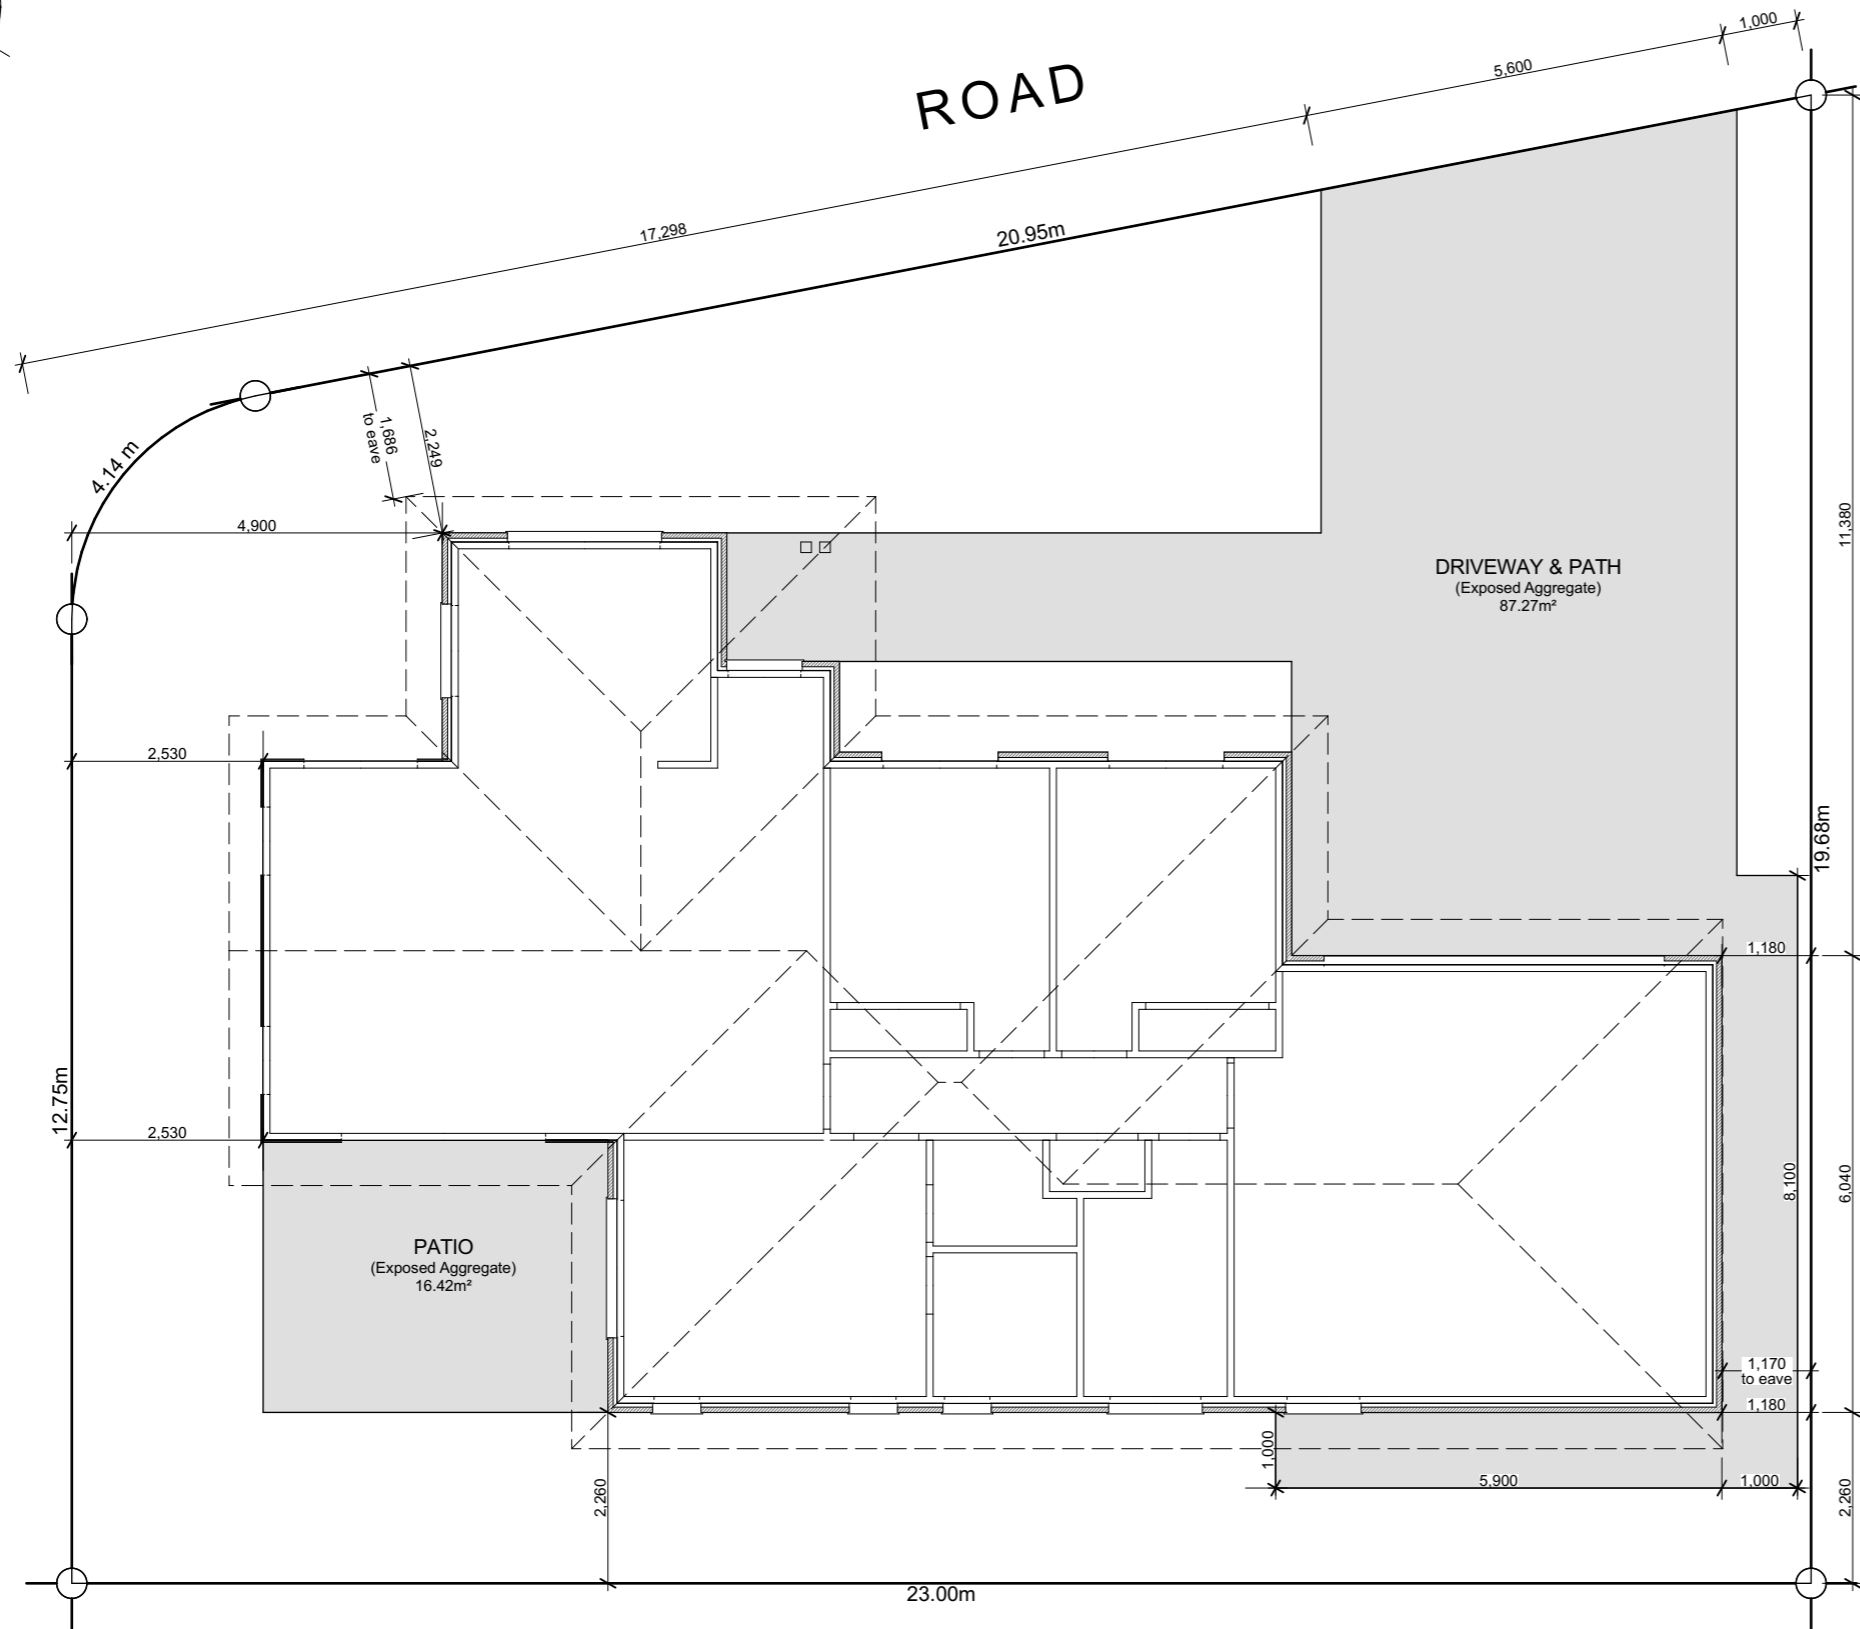 1,000
5,600
ROAD
17,298
20.95m
1,686
to eave
2,249
4.14 m
4,900
11,380
DRIVEWAY & PATH
(Exposed Aggregate)
87.27m²
2,530
19.68m
1,180
12.75m
2,530
8,100
6,040
PATIO
(Exposed Aggregate)
16.42m²
1,170
to eave
1,180
1,000
5,900
1,000
2,260
2,260
23.00m